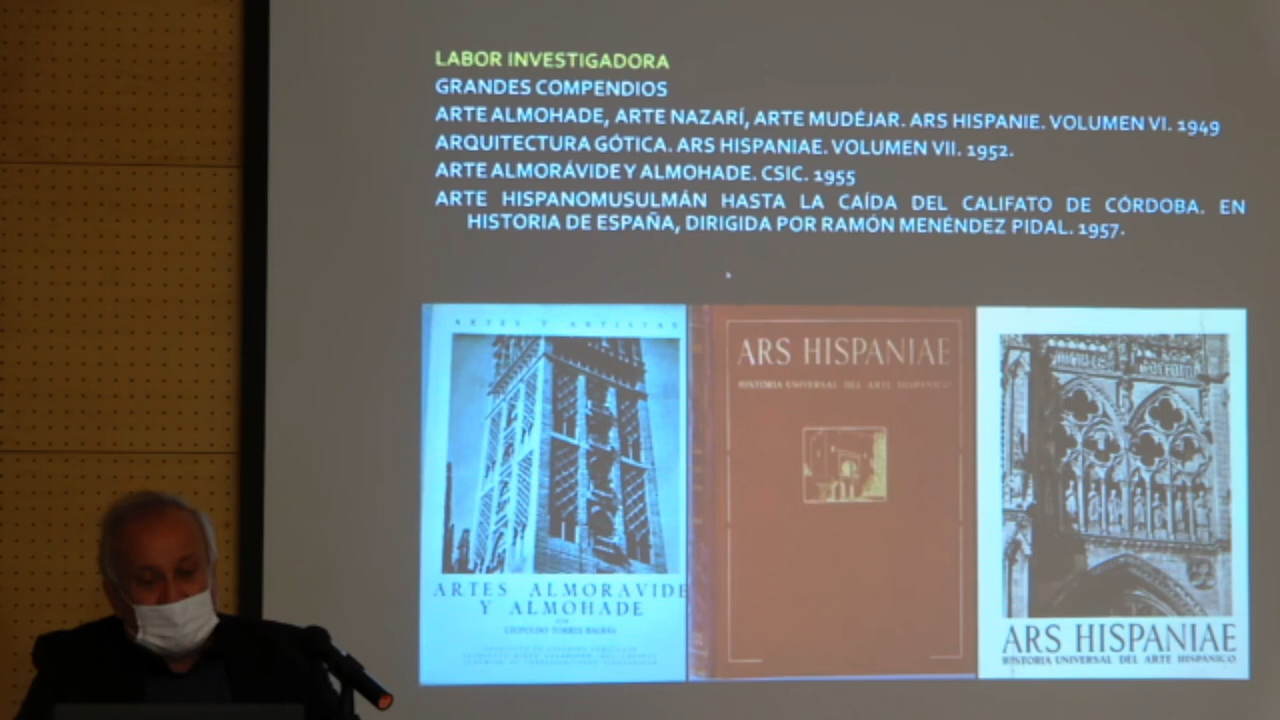 LABOR INVESTIGADORA
GRANDES COMPENDIOS
ARTE ALMOHADE, ARTE NAZARÍ, ARTE MUDÉJAR. ARS HISPANIE. VOLUMEN VI. 1949
ARQUITECTURA GÓTICA. ARS HISPANIAE. VOLUMEN VII. 1952.
ARTE ALMORÁVIDE Y ALMOHADE. CSIC. 1955
ARTE HISPANOMUSULMÁN HASTA LA CAÍDA DEL CALIFATO DE CÓRDOBA. EN
HISTORIA DE ESPAÑA, DIRIGIDA POR RAMÓN MENÉNDEZ PIDAL. 1957.
ARTES Y ARTISTAS
ARTES ALMORAVIDE
Y ALMOHADE
POR
LEOPOLDO TORRES BALBÁS
ARS HISPANIAE
HISTORIA UNIVERSAL DEL ARTE HISPÁNICO
ARS HISPANIAE
HISTORIA UNIVERSAL DEL ARTE HISPÁNICO